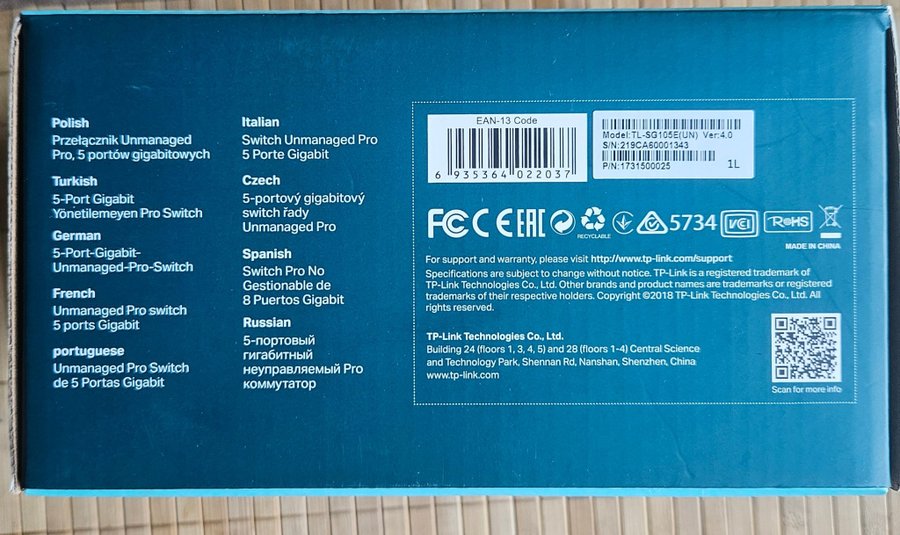 Polish
Przełącznik Unmanaged
Pro, 5 portów gigabitowych
Turkish
5-Port Gigabit
Yönetilemeyen Pro Switch
German
5-Port-Gigabit-
Unmanaged-Pro-Switch
French
Unmanaged Pro switch
5 ports Gigabit
portuguese
Unmanaged Pro Switch
de 5 Portas Gigabit
Italian
Switch Unmanaged Pro
5 Porte Gigabit
Czech
5-portový gigabitový
switch řady
Unmanaged Pro
Spanish
Switch Pro No
Gestionable de
8 Puertos Gigabit
Russian
5-портовый
гигабитный
неуправляемый Pro
коммутатор
EAN-13 Code
6 935364 022037
Model:TL-SG105E(UN) Ver:4.0
S/N:219CA60001343
P/N:1731500025
1L
FC CE EAC
RECYCLABLE
5734
VCCI
RoHS
MADE IN CHINA
For support and warranty, please visit http://www.tp-link.com/support
Specifications are subject to change without notice. TP-Link is a registered trademark of
TP-Link Technologies Co., Ltd. Other brands and product names are trademarks or registered
trademarks of their respective holders. Copyright ©2018 TP-Link Technologies Co., Ltd. All
rights reserved.
TP-Link Technologies Co., Ltd.
Building 24 (floors 1, 3, 4, 5) and 28 (floors 1-4) Central Science
and Technology Park, Shennan Rd, Nanshan, Shenzhen, China
www.tp-link.com
Scan for more info